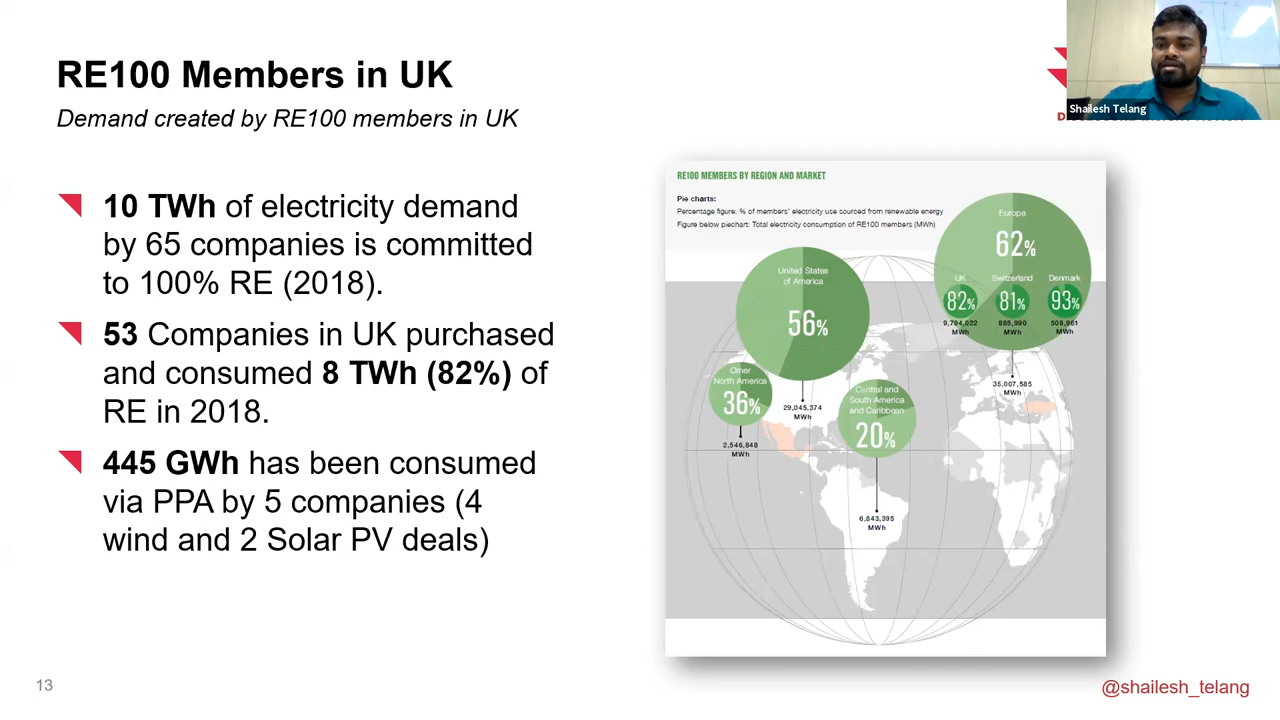 RE100 Members in UK
Demand created by RE100 members in UK
Shailesh Telang
10 TWh of electricity demand
by 65 companies is committed
to 100% RE (2018).
53 Companies in UK purchased
and consumed 8 TWh (82%) of
RE in 2018.
445 GWh has been consumed
via PPA by 5 companies (4
wind and 2 Solar PV deals)
RE100 MEMBERS BY REGION AND MARKET
Pie charts:
Percentage figure: % of members' electricity use sourced from renewable energy
Figure below piechart: Total electricity consumption of RE100 members (MWh)
Europe
62%
UK
82%
9,794,022
MWh
Switzerland
81%
885,990
MWh
Denmark
93%
508,961
MWh
35,007,585
MWh
United States
of America
56%
29,045,374
MWh
Other
North America
36%
2,546,848
MWh
Central and
South America
and Caribbean
20%
6,843,395
MWh
13
@shailesh_telang